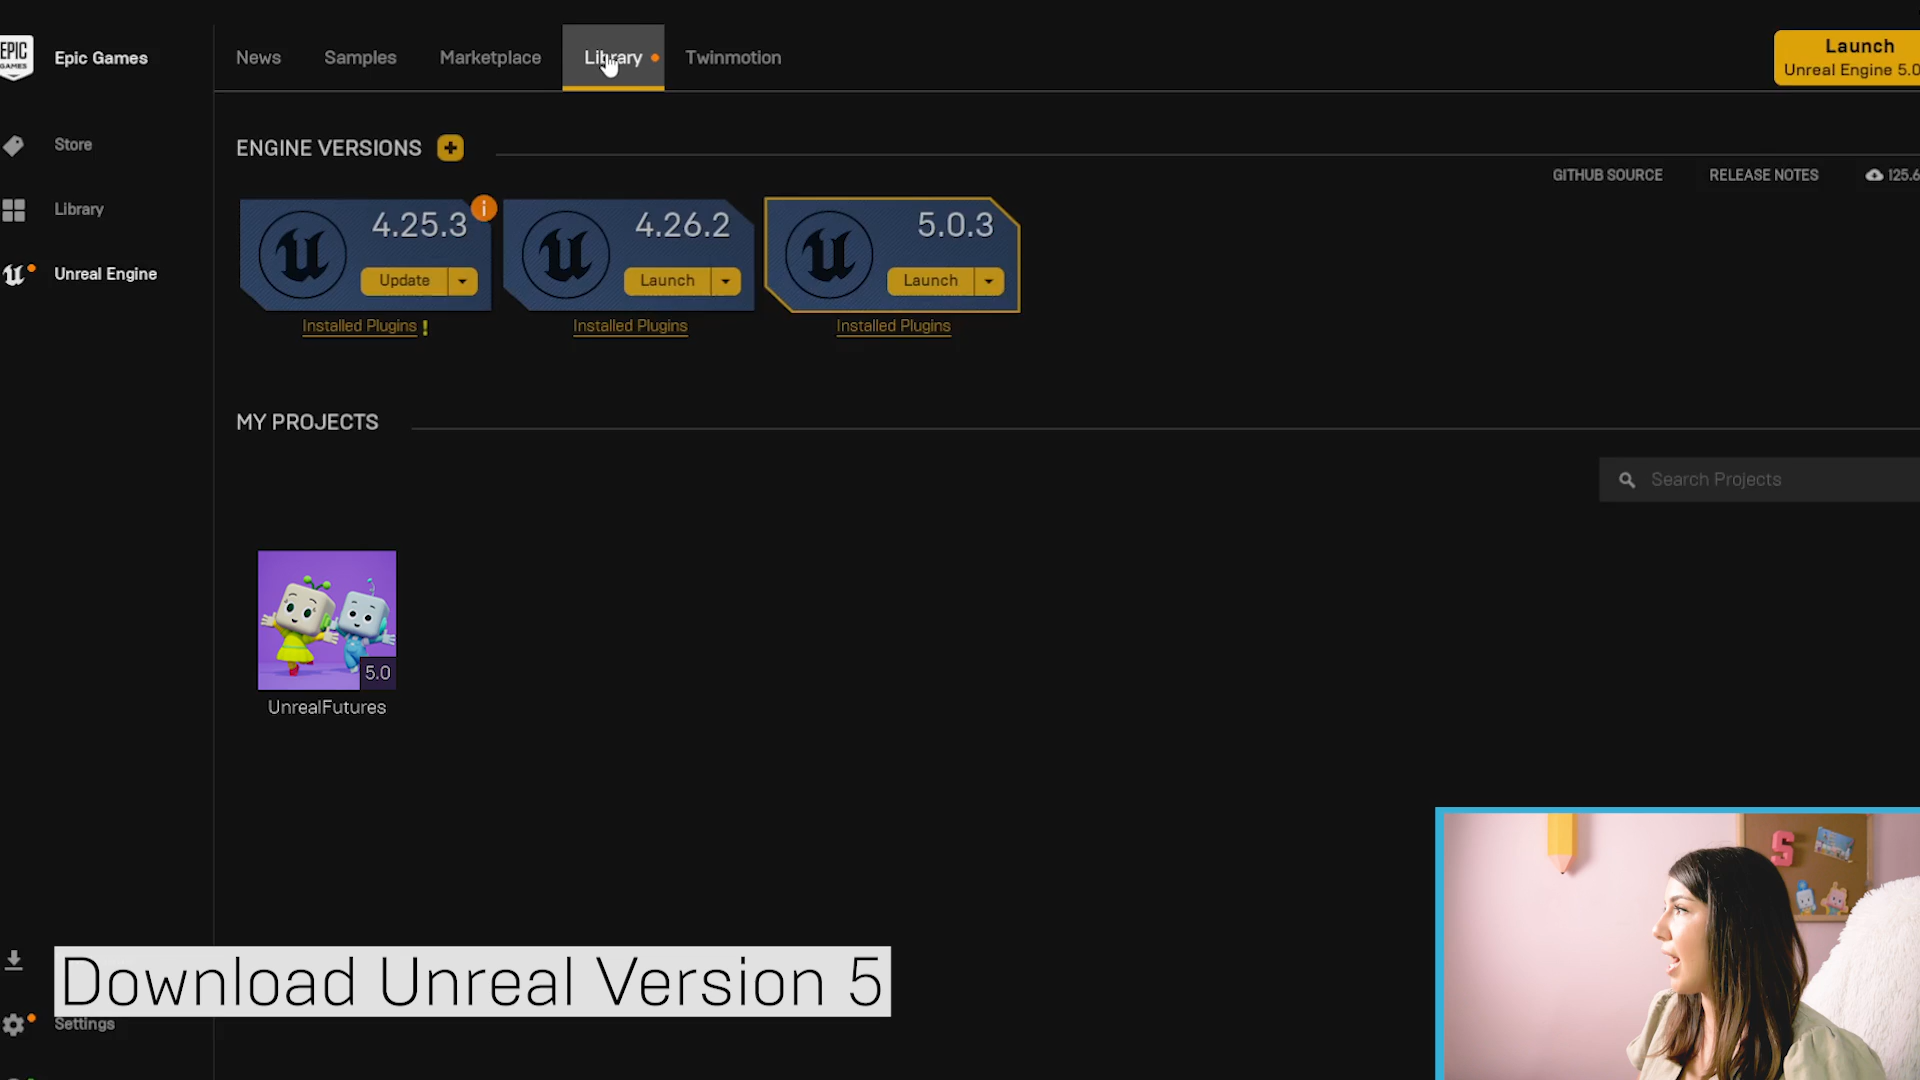 EPIC
GAMES
Epic Games
News
Samples
Marketplace
Library
Twinmotion
Launch
Unreal Engine 5.0
Store
Library
Unreal Engine
ENGINE VERSIONS
GITHUB SOURCE
RELEASE NOTES
125.6
4.25.3
Update
Installed Plugins !
4.26.2
Launch
Installed Plugins
5.0.3
Launch
Installed Plugins
MY PROJECTS
Search Projects
5.0
UnrealFutures
S
Download Unreal Version 5
Settings